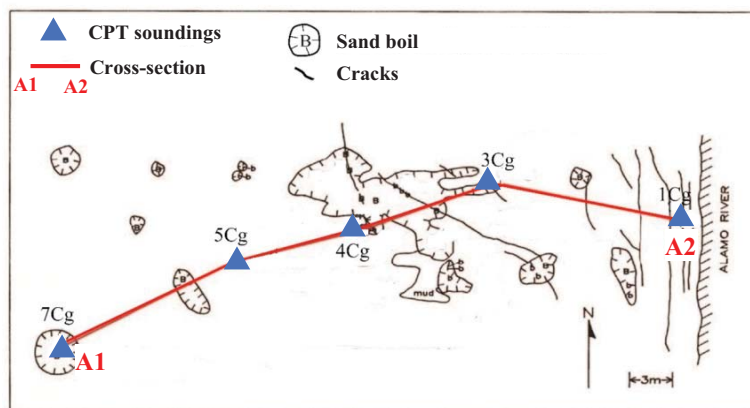 CPT soundings
B
Sand boil
A1
A2
Cross-section
Cracks
3Cg
1Cg
B
B
b
b
B
5Cg
4Cg
A2
ALAMO RIVER
B
B
mud
7Cg
A1
N
3m